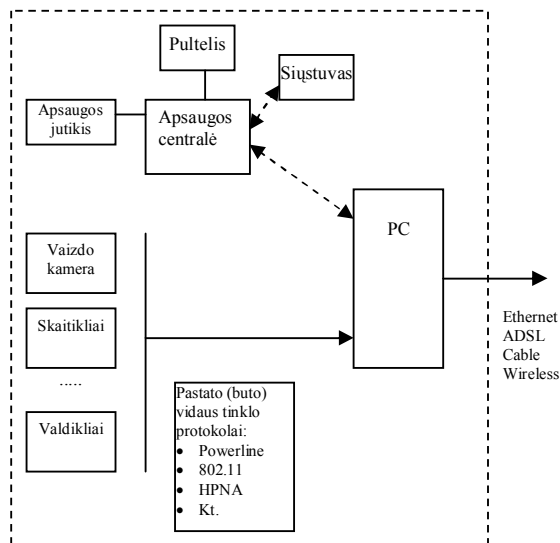 Pultelis
Siųstuvas
Apsaugos
jutikis
Apsaugos
centralė
PC
Vaizdo
kamera
Skaitikliai
.....
Valdikliai
Ethernet
ADSL
Cable
Wireless
Pastato (buto)
vidaus tinklo
protokolai:
• Powerline
• 802.11
• HPNA
• Kt.